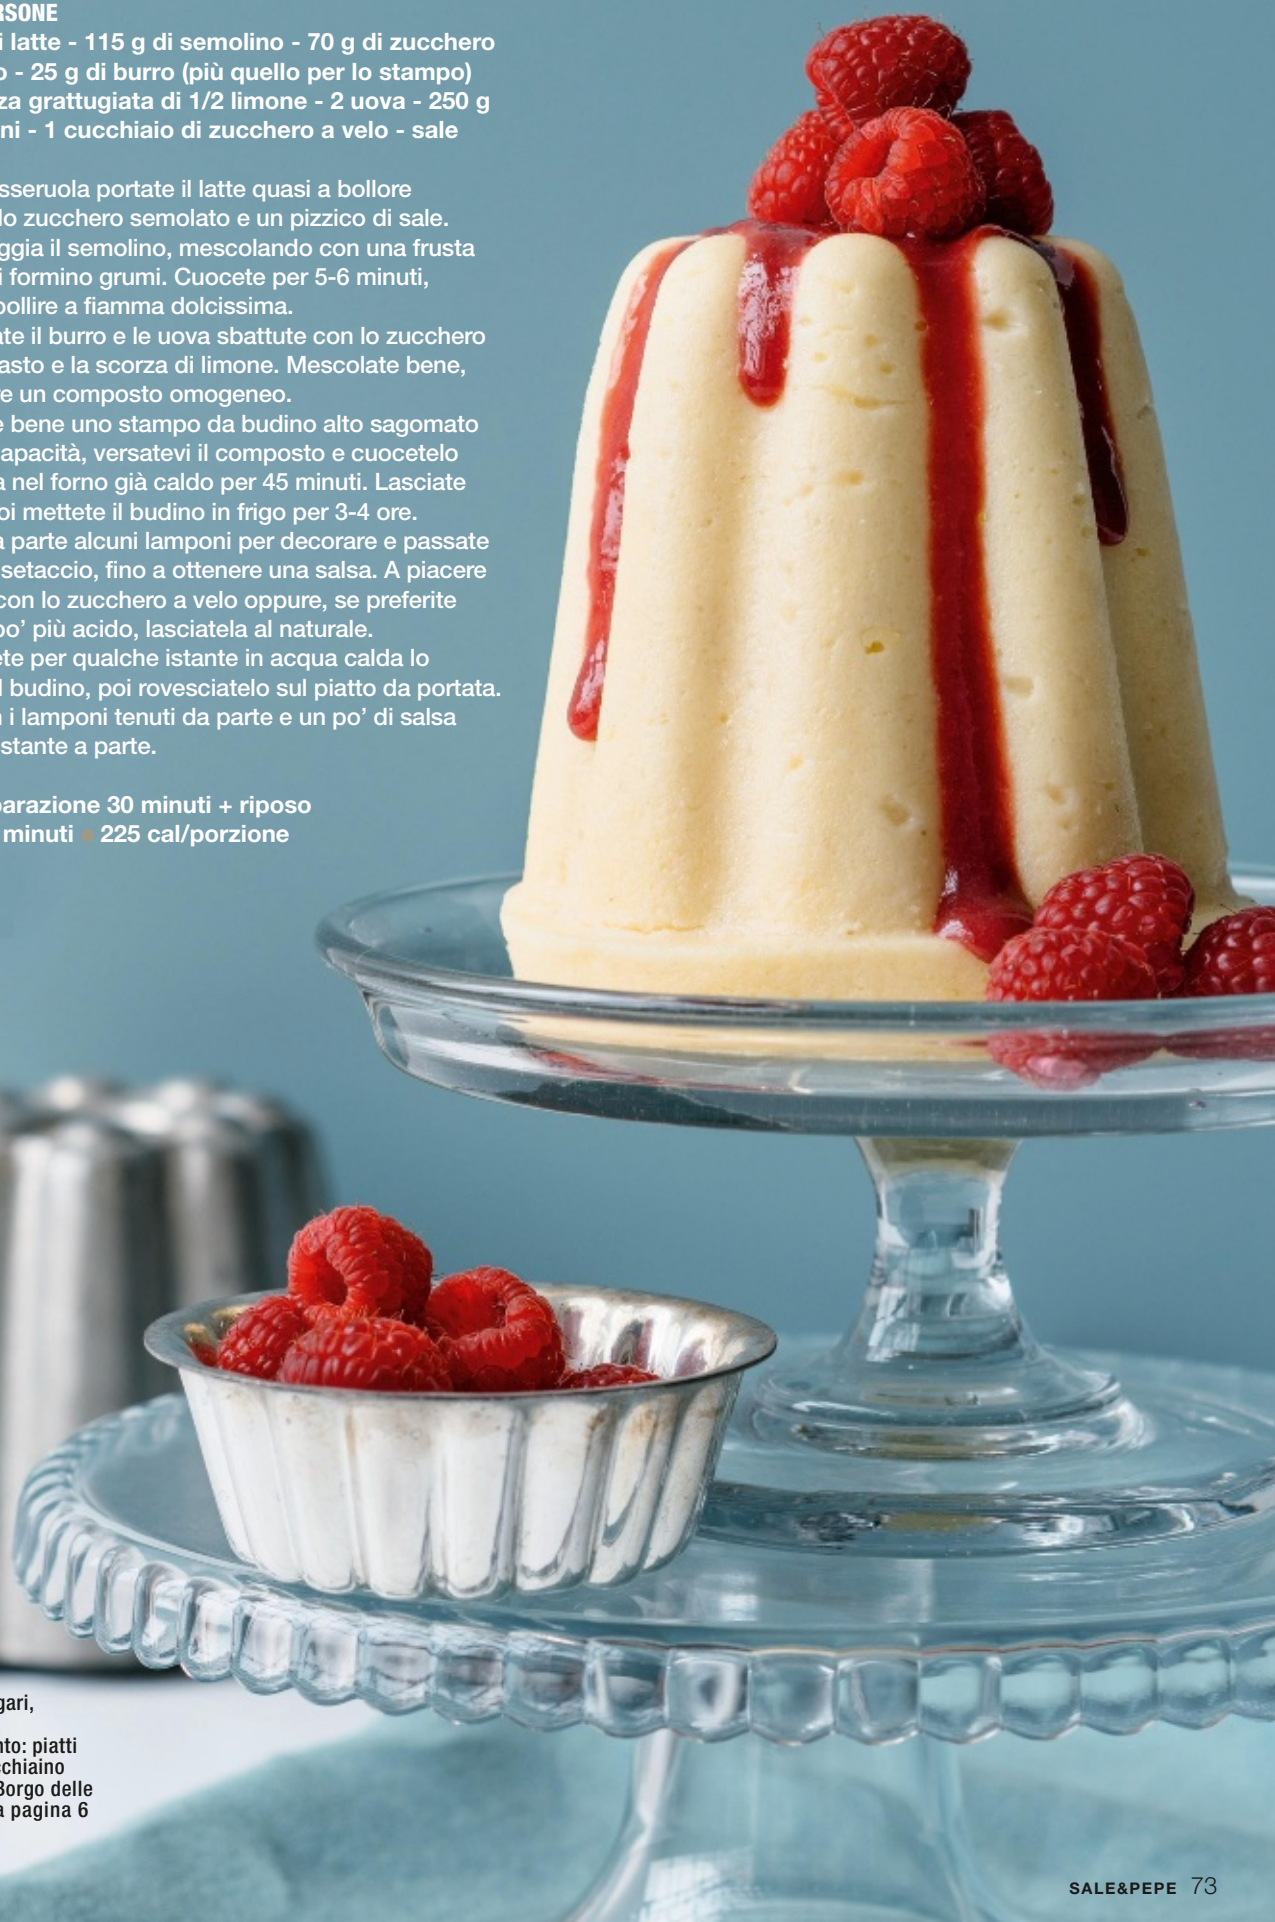 RSONE
i latte - 115 g di semolino - 70 g di zucchero
o - 25 g di burro (più quello per lo stampo)
za grattugiata di 1/2 limone - 2 uova - 250 g
ni - 1 cucchiaio di zucchero a velo - sale
sseruola portate il latte quasi a bollore
lo zucchero semolato e un pizzico di sale.
ggia il semolino, mescolando con una frusta
i formino grumi. Cuocete per 5-6 minuti,
bollire a fiamma dolcissima.
ate il burro e le uova sbattute con lo zucchero
asto e la scorza di limone. Mescolate bene,
re un composto omogeneo.
e bene uno stampo da budino alto sagomato
capacità, versatevi il composto e cuocetelo
a nel forno già caldo per 45 minuti. Lasciate
oi mettete il budino in frigo per 3-4 ore.
a parte alcuni lamponi per decorare e passate
setaccio, fino a ottenere una salsa. A piacere
con lo zucchero a velo oppure, se preferite
po' più acido, lasciatela al naturale.
ete per qualche istante in acqua calda lo
l budino, poi rovesciatelo sul piatto da portata.
n i lamponi tenuti da parte e un po' di salsa
stante a parte.
parazione 30 minuti + riposo
minuti • 225 cal/porzione
gari,
nto: piatti
cchiaino
Borgo delle
a pagina 6
SALE&PEPE 73